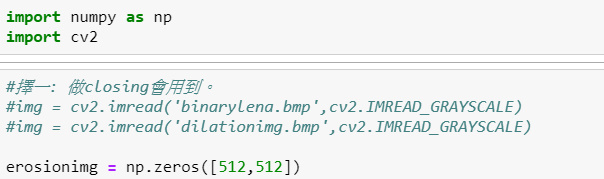 import numpy as np
import cv2
#擇一: 做closing會用到。
#img = cv2.imread('binarylena.bmp',cv2.IMREAD_GRAYSCALE)
#img = cv2.imread('dilationimg.bmp',cv2.IMREAD_GRAYSCALE)
erosionimg = np.zeros([512,512])